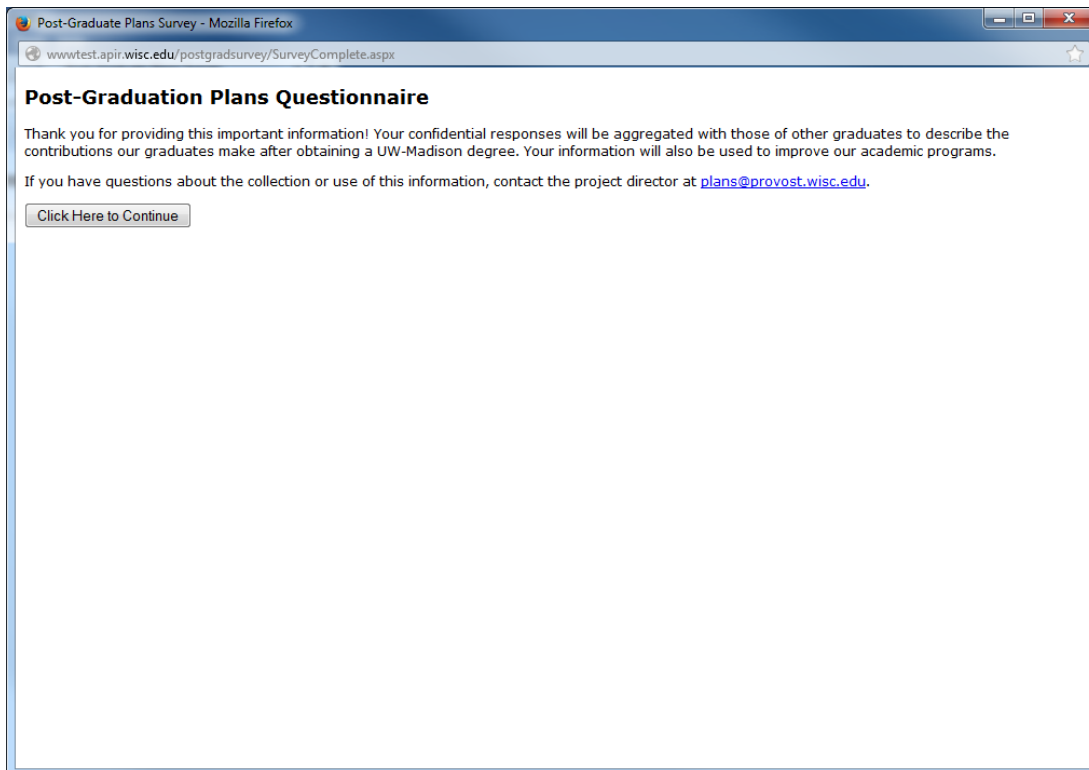 Post-Graduate Plans Survey - Mozilla Firefox
wwwtest.apir.wisc.edu/postgradsurvey/SurveyComplete.aspx
Post-Graduation Plans Questionnaire
Thank you for providing this important information! Your confidential responses will be aggregated with those of other graduates to describe the
contributions our graduates make after obtaining a UW-Madison degree. Your information will also be used to improve our academic programs.
If you have questions about the collection or use of this information, contact the project director at plans@provost.wisc.edu.
Click Here to Continue